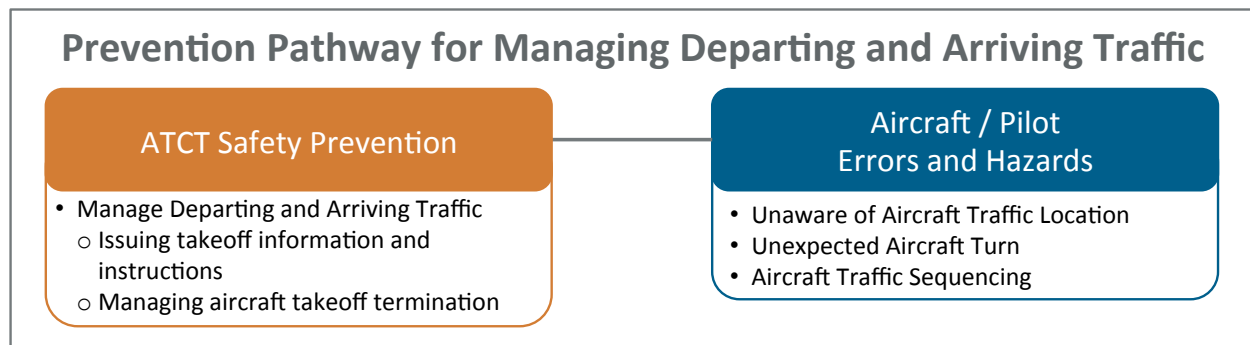 Prevention Pathway for Managing Departing and Arriving Traffic
ATCT Safety Prevention
• Manage Departing and Arriving Traffic
o Issuing takeoff information and
instructions
o Managing aircraft takeoff termination
Aircraft / Pilot
Errors and Hazards
• Unaware of Aircraft Traffic Location
• Unexpected Aircraft Turn
• Aircraft Traffic Sequencing